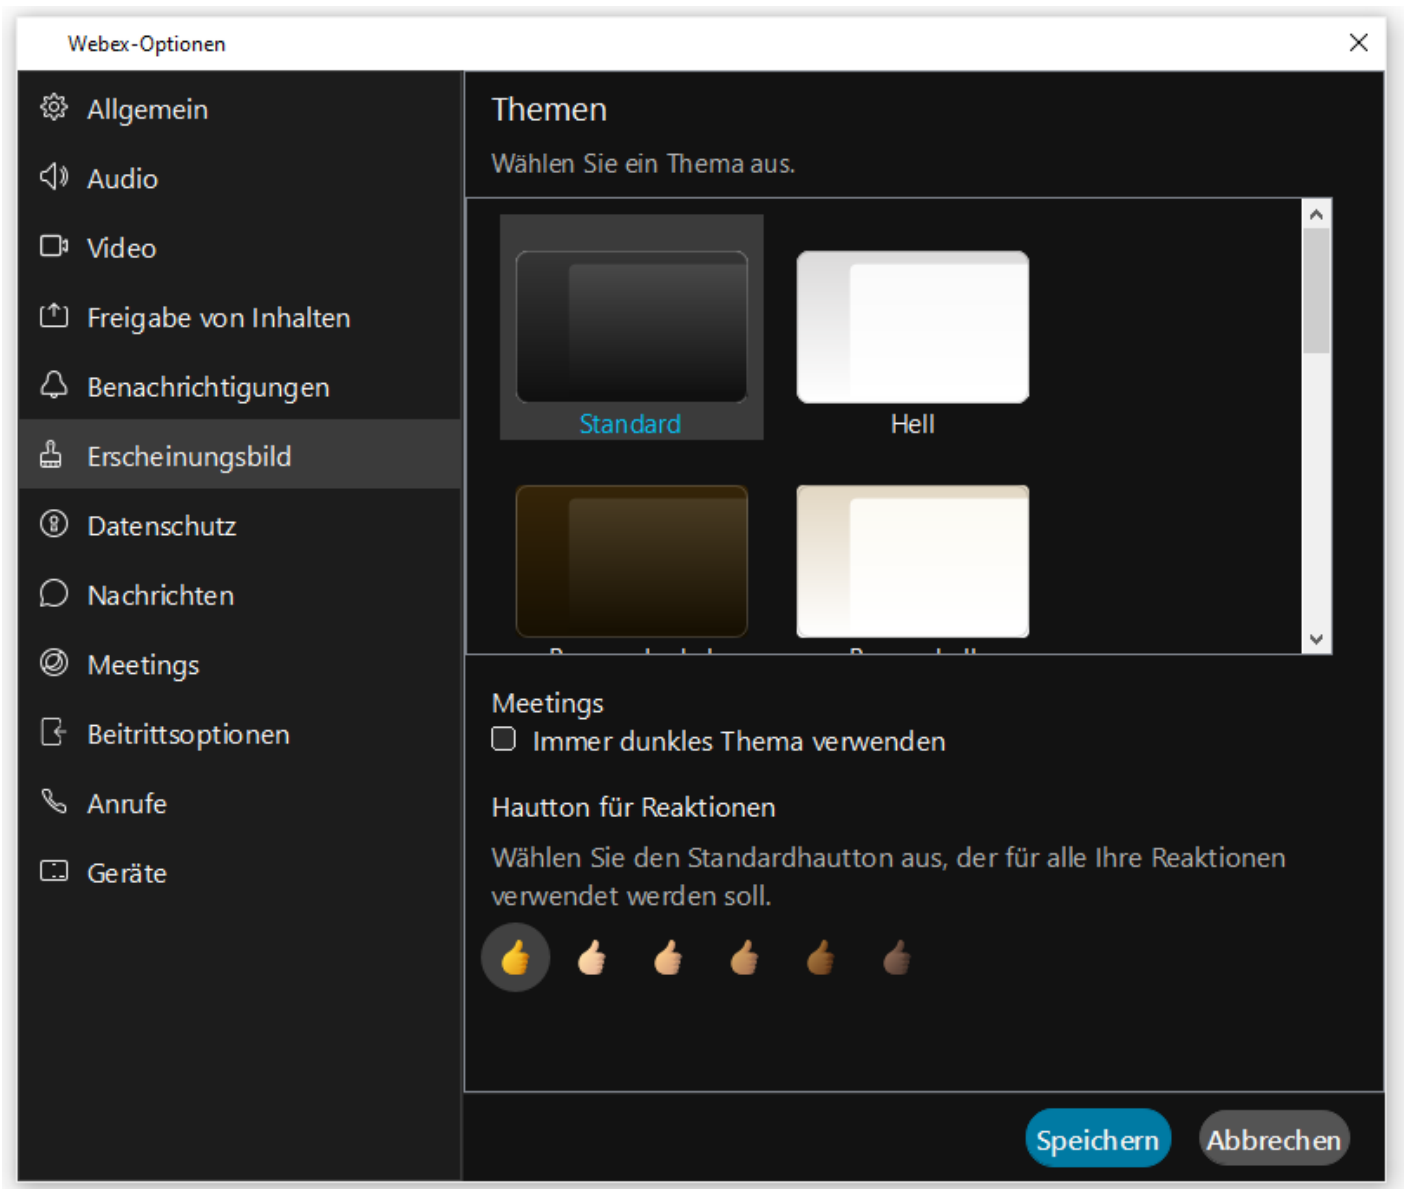 Webex-Optionen
Allgemein
Audio
Video
Freigabe von Inhalten
Benachrichtigungen
Erscheinungsbild
Datenschutz
Nachrichten
Meetings
Beitrittsoptionen
Anrufe
Geräte
Themen
Wählen Sie ein Thema aus.
Standard
Hell
Meetings
Immer dunkles Thema verwenden
Hautton für Reaktionen
Wählen Sie den Standardhautton aus, der für alle Ihre Reaktionen
verwendet werden soll.
Speichern
Abbrechen